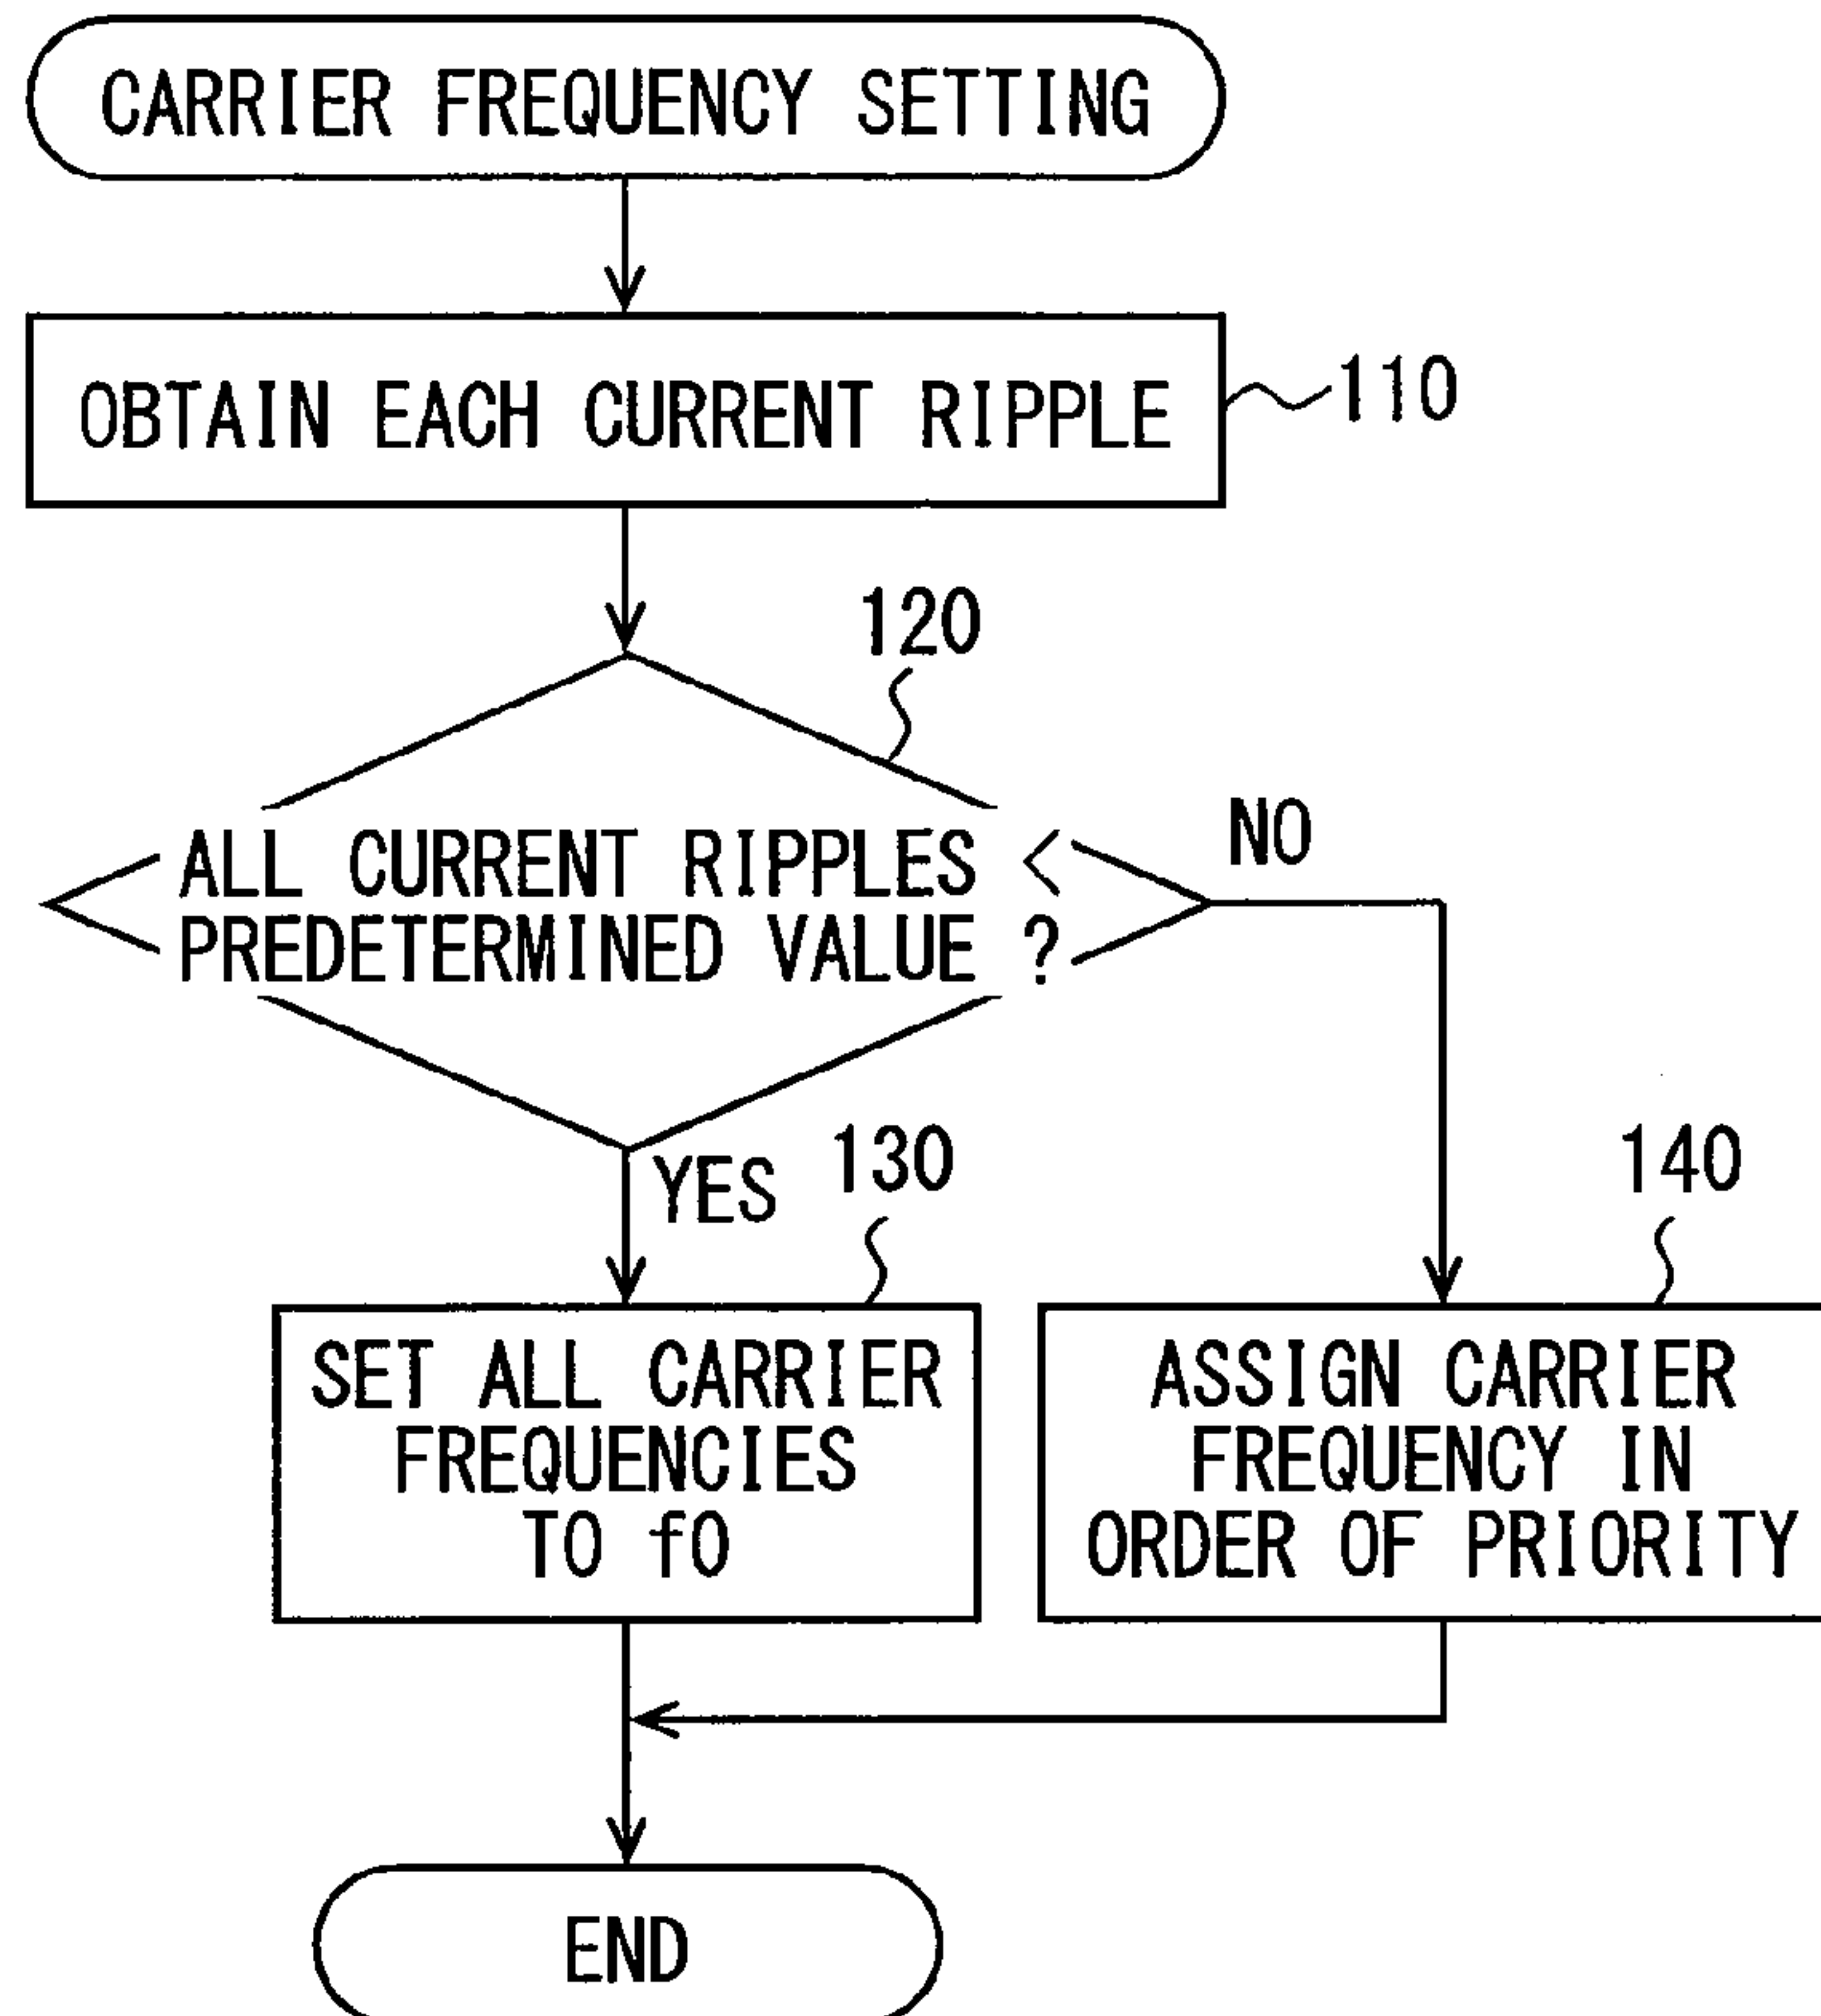 CARRIER FREQUENCY SETTING
OBTAIN EACH CURRENT RIPPLE
110
120
ALL CURRENT RIPPLES <
PREDETERMINED VALUE ?
NO
YES
130
140
SET ALL CARRIER
FREQUENCIES
TO f0
ASSIGN CARRIER
FREQUENCY IN
ORDER OF PRIORITY
END